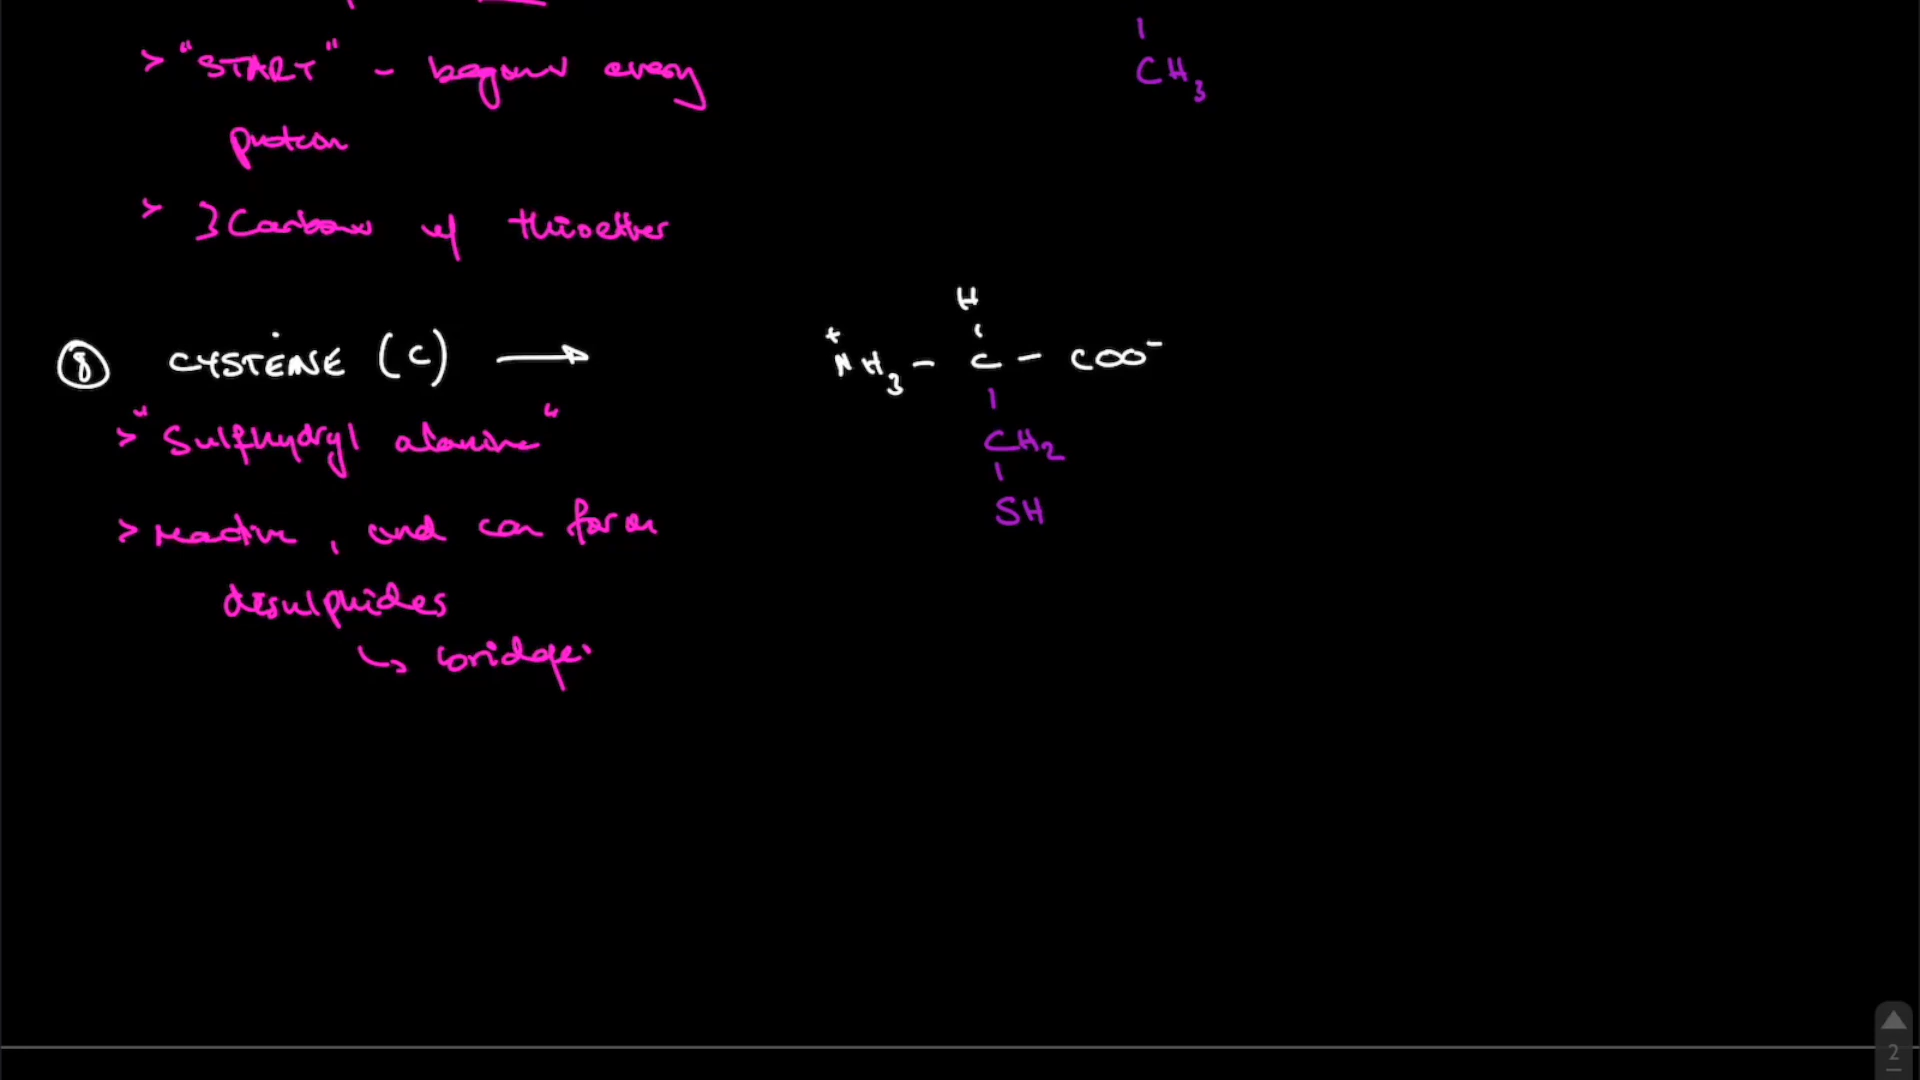 > "START" - begins every
CH3
protein
> 3 Carbons w/ thioether
H
⑧ CYSTEINE (C) → +NH3 - C - COO-
> "Sulfhydryl alanine"
CH2
> reactive, and can form
SH
disulphides
↳ bridges
2